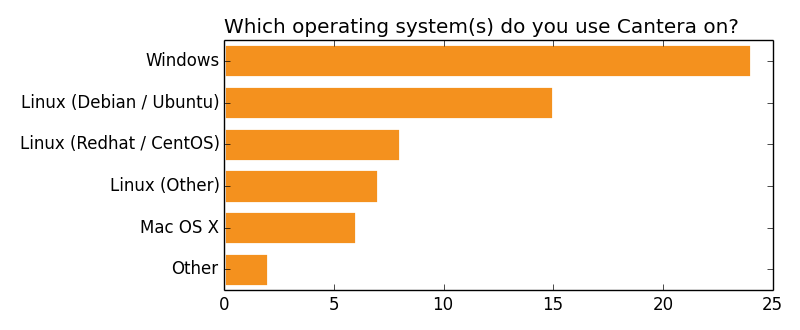 Which operating system(s) do you use Cantera on?
Windows
Linux (Debian / Ubuntu)
Linux (Redhat / CentOS)
Linux (Other)
Mac OS X
Other
0 5 10 15 20 25